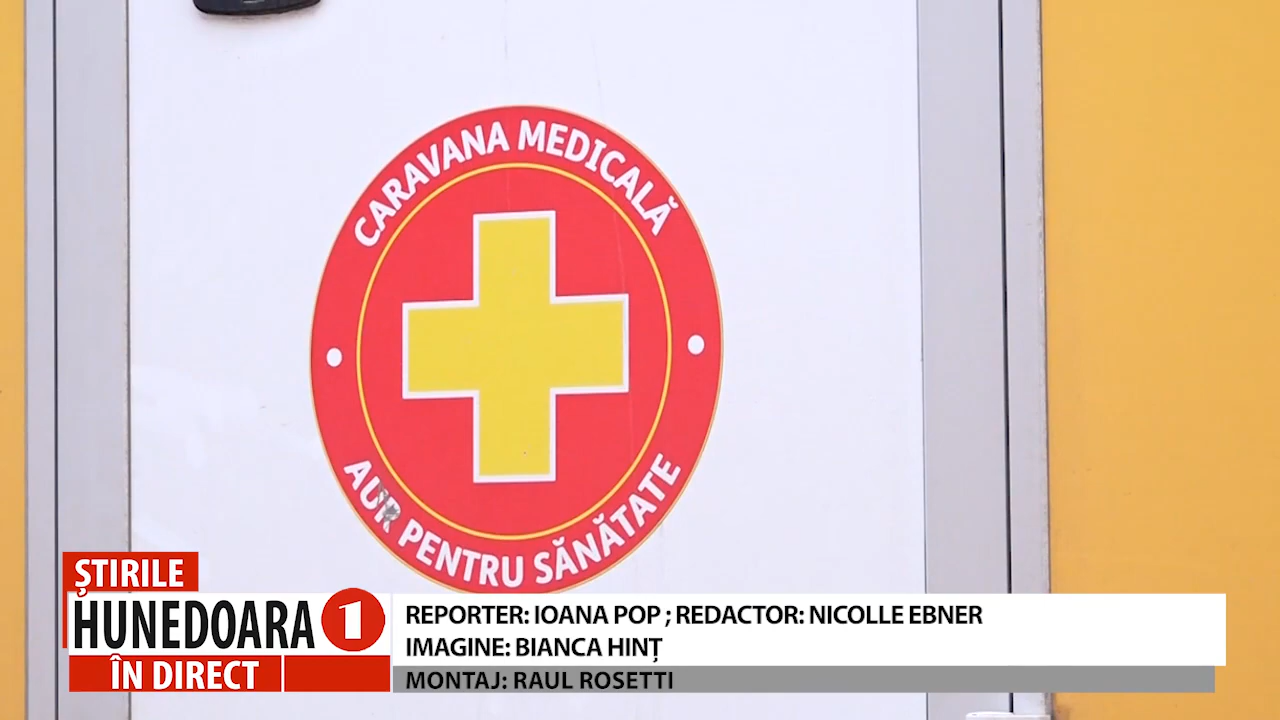 CARAVANA MEDICALĂ
AUR PENTRU SĂNĂTATE
ȘTIRILE
HUNEDOARA 1
ÎN DIRECT
REPORTER: IOANA POP ; REDACTOR: NICOLLE EBNER
IMAGINE: BIANCA HINȚ
MONTAJ: RAUL ROSETTI